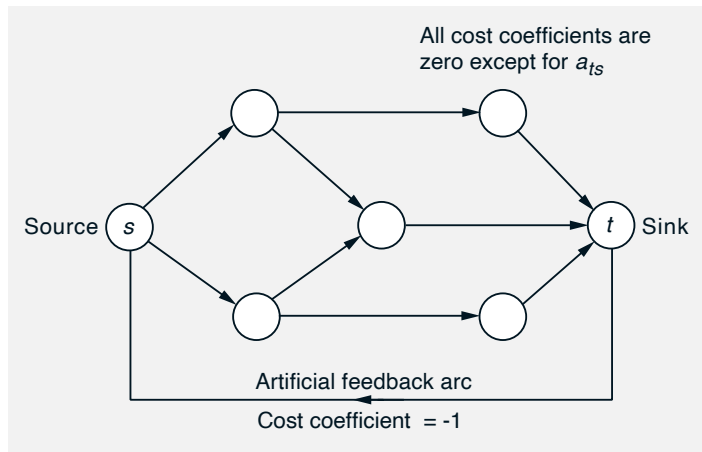 All cost coefficients are
zero except for a_ts
Source
s
t
Sink
Artificial feedback arc
Cost coefficient = -1